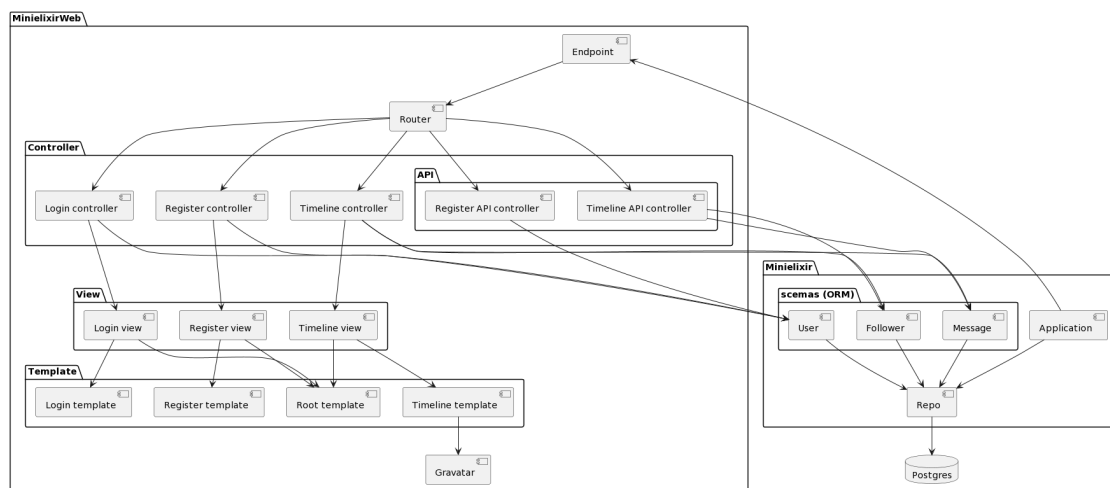 MinielixirWeb
Endpoint
Router
Controller
API
Login controller
Register controller
Timeline controller
Register API controller
Timeline API controller
Minielixir
scemas (ORM)
View
Login view
Register view
Timeline view
User
Follower
Message
Application
Template
Login template
Register template
Root template
Timeline template
Repo
Gravatar
Postgres